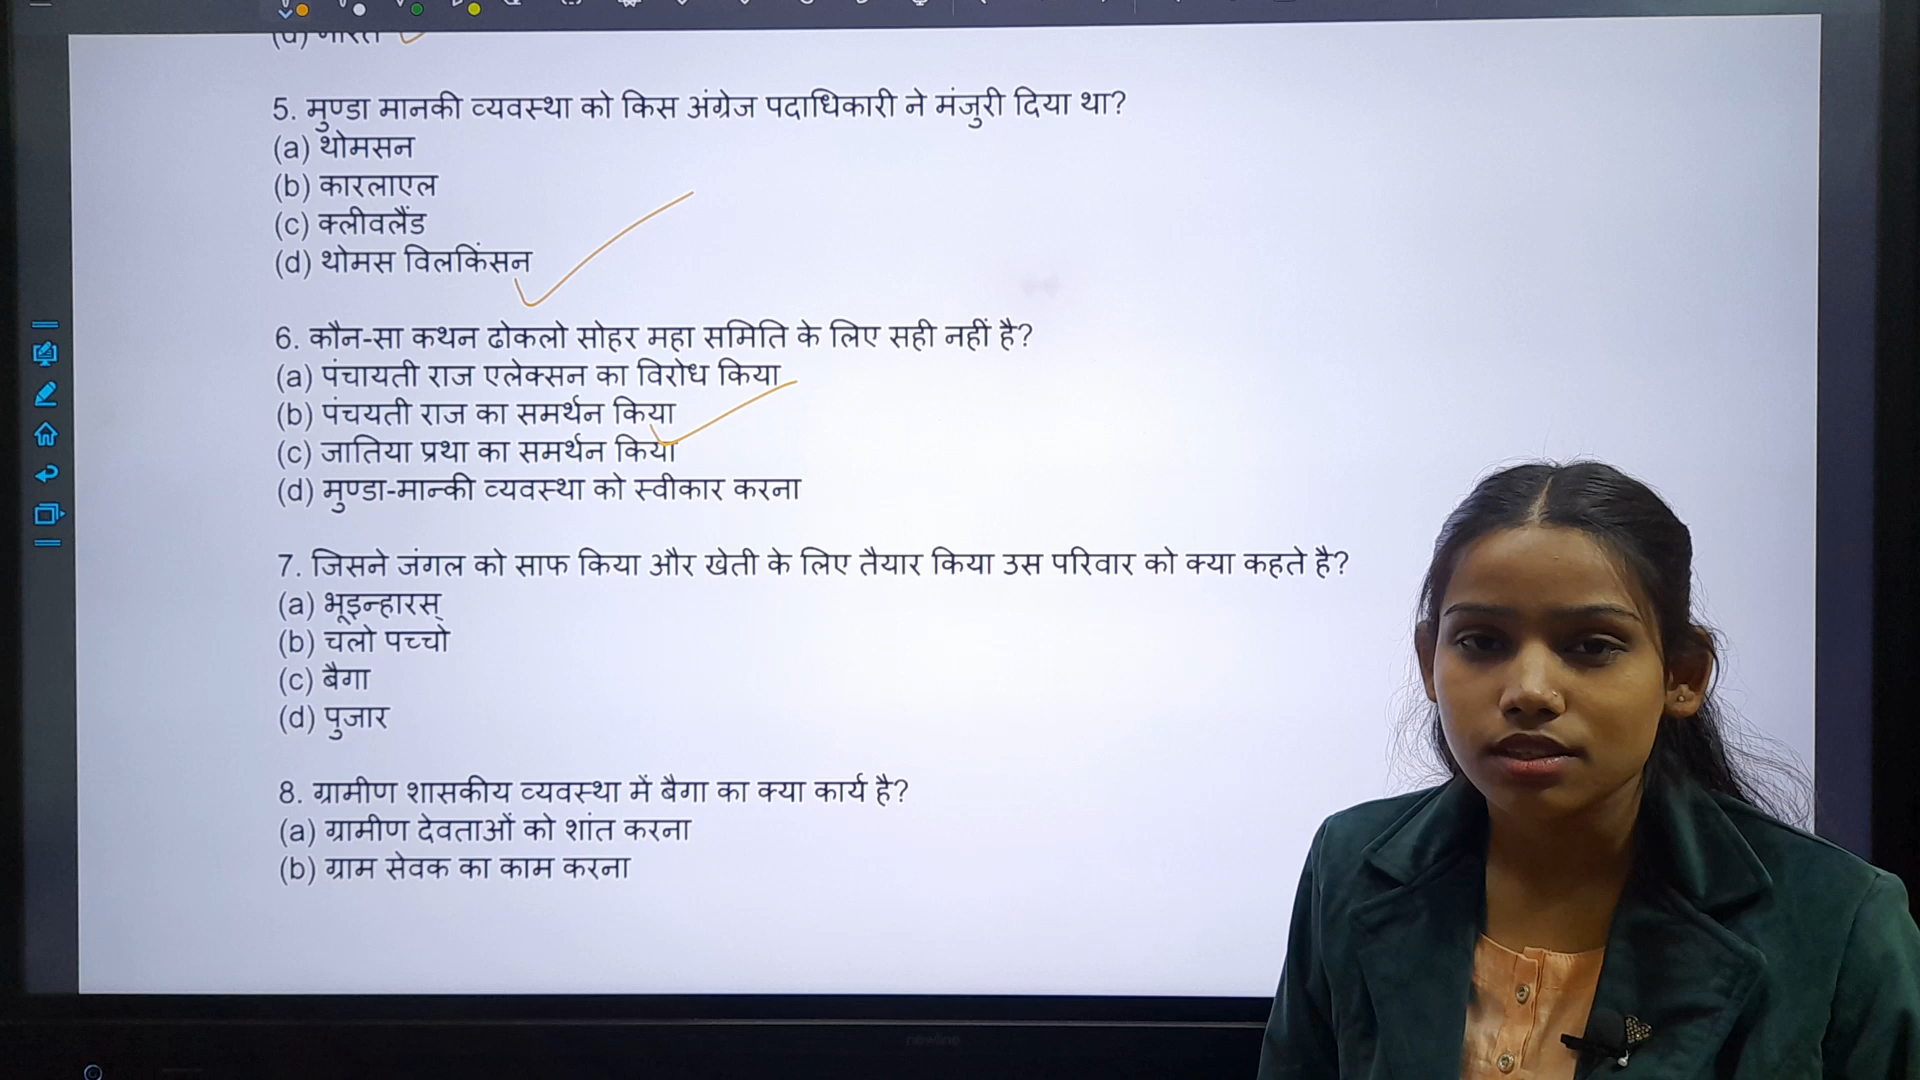 (d) भारत
5. मुण्डा मानकी व्यवस्था को किस अंग्रेज पदाधिकारी ने मंजुरी दिया था?
(a) थोमसन
(b) कारलाएल
(c) क्लीवलैंड
(d) थोमस विलकिंसन
6. कौन-सा कथन ढोकलो सोहर महा समिति के लिए सही नहीं है?
(a) पंचायती राज एलेक्सन का विरोध किया
(b) पंचयती राज का समर्थन किया
(c) जातिया प्रथा का समर्थन किया
(d) मुण्डा-मान्की व्यवस्था को स्वीकार करना
7. जिसने जंगल को साफ किया और खेती के लिए तैयार किया उस परिवार को क्या कहते है?
(a) भूइन्हारस्
(b) चलो पच्चो
(c) बैगा
(d) पुजार
8. ग्रामीण शासकीय व्यवस्था में बैगा का क्या कार्य है?
(a) ग्रामीण देवताओं को शांत करना
(b) ग्राम सेवक का काम करना
newline